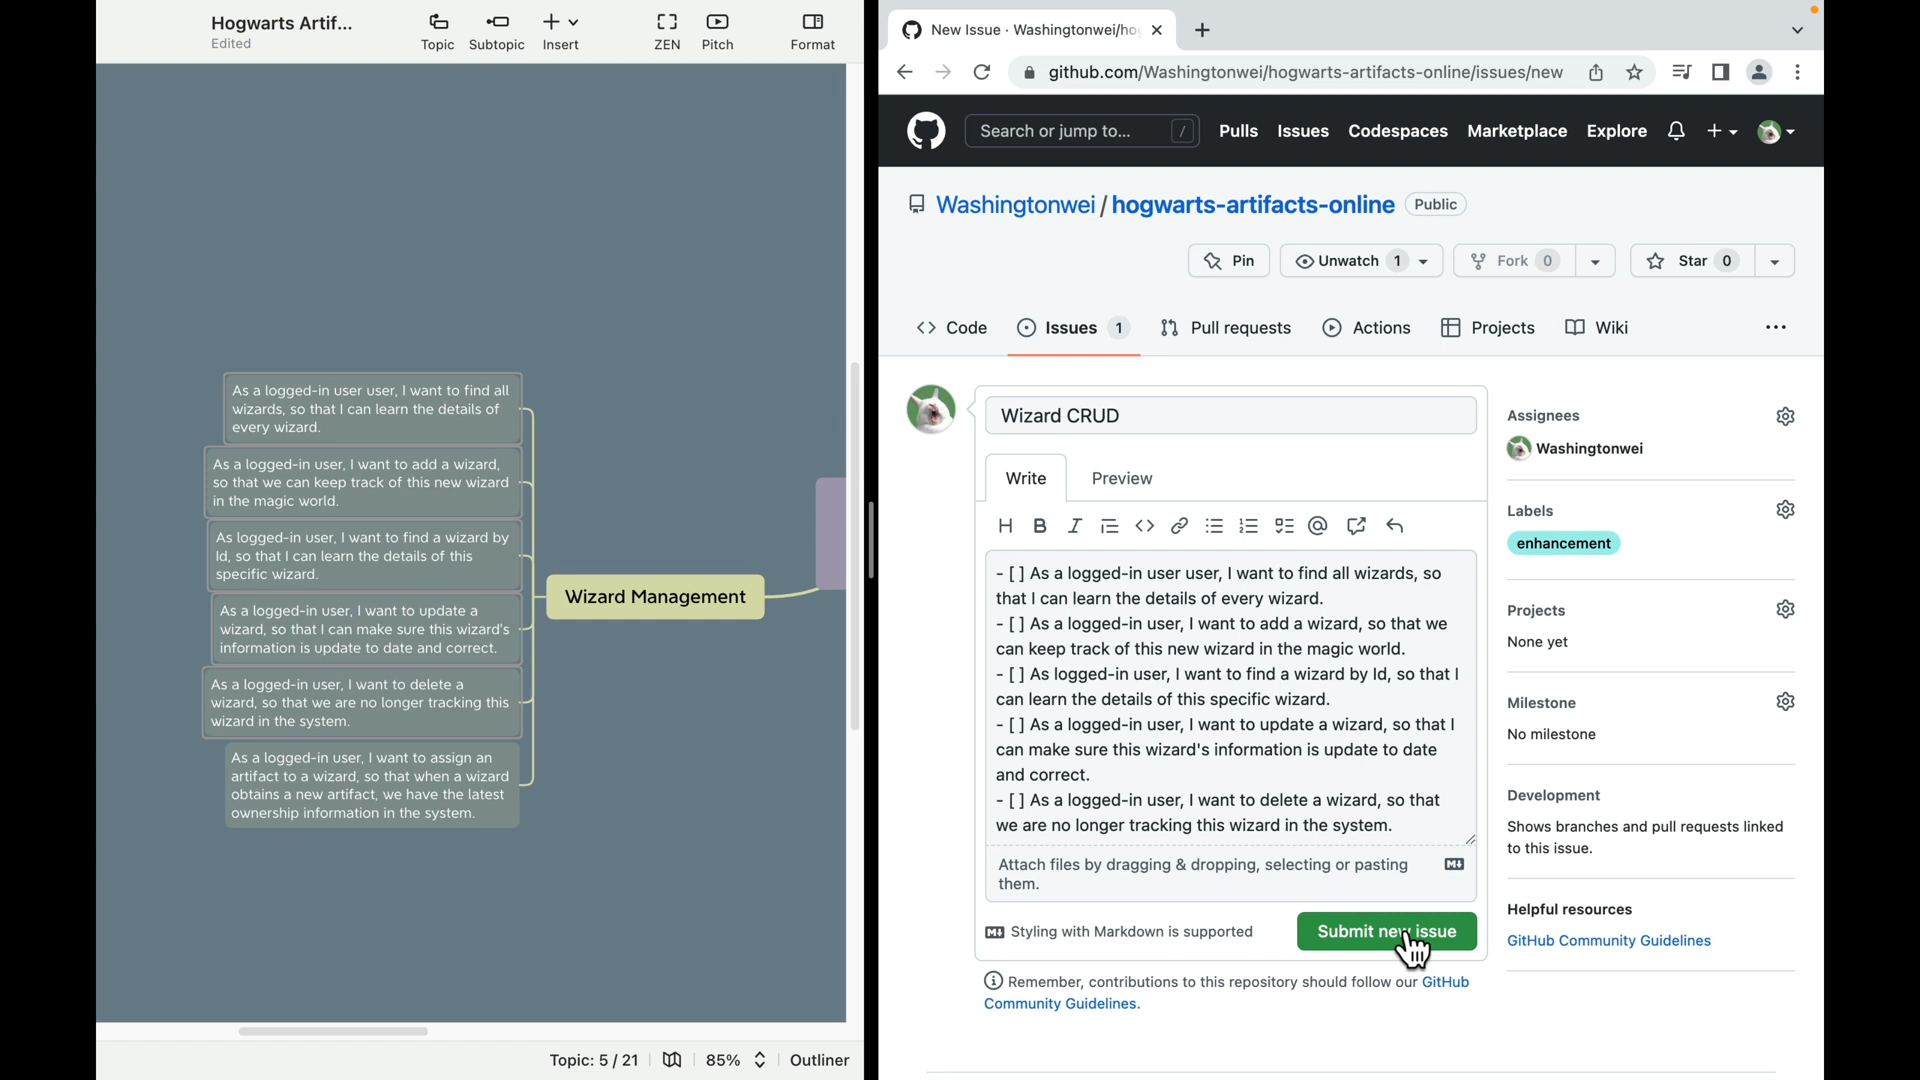 Hogwarts Artif...
Edited
Topic
Subtopic
Insert
ZEN
Pitch
Format
As a logged-in user user, I want to find all
wizards, so that I can learn the details of
every wizard.
As a logged-in user, I want to add a wizard,
so that we can keep track of this new wizard
in the magic world.
As logged-in user, I want to find a wizard by
Id, so that I can learn the details of this
specific wizard.
As a logged-in user, I want to update a
wizard, so that I can make sure this wizard's
information is update to date and correct.
As a logged-in user, I want to delete a
wizard, so that we are no longer tracking this
wizard in the system.
As a logged-in user, I want to assign an
artifact to a wizard, so that when a wizard
obtains a new artifact, we have the latest
ownership information in the system.
Wizard Management
Topic: 5 / 21
85%
Outliner
New Issue · Washingtonwei/ho
github.com/Washingtonwei/hogwarts-artifacts-online/issues/new
Search or jump to... /
Pulls
Issues
Codespaces
Marketplace
Explore
Washingtonwei / hogwarts-artifacts-online Public
Pin
Unwatch 1
Fork 0
Star 0
Code
Issues 1
Pull requests
Actions
Projects
Wiki
Wizard CRUD
Write
Preview
- [ ] As a logged-in user user, I want to find all wizards, so
that I can learn the details of every wizard.
- [ ] As a logged-in user, I want to add a wizard, so that we
can keep track of this new wizard in the magic world.
- [ ] As logged-in user, I want to find a wizard by Id, so that I
can learn the details of this specific wizard.
- [ ] As a logged-in user, I want to update a wizard, so that I
can make sure this wizard's information is update to date
and correct.
- [ ] As a logged-in user, I want to delete a wizard, so that
we are no longer tracking this wizard in the system.
Attach files by dragging & dropping, selecting or pasting
them.
Styling with Markdown is supported
Submit new issue
Remember, contributions to this repository should follow our GitHub
Community Guidelines.
Assignees
Washingtonwei
Labels
enhancement
Projects
None yet
Milestone
No milestone
Development
Shows branches and pull requests linked
to this issue.
Helpful resources
GitHub Community Guidelines